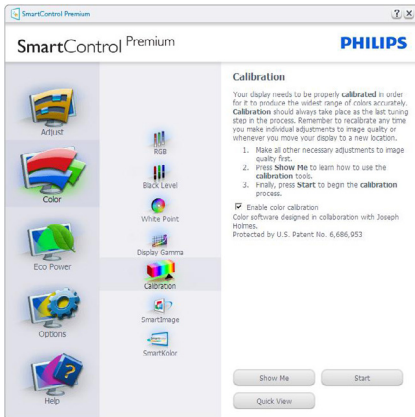 SmartControl Premium
SmartControl Premium
PHILIPS
Adjust
Color
Eco Power
Options
Help
RGB
Black Level
White Point
Display Gamma
Calibration
SmartImage
SmartKolor
Calibration
Your display needs to be properly calibrated in order
for it to produce the widest range of colors accurately.
Calibration should always take place as the last tuning
step in the process. Remember to recalibrate any time
you make individual adjustments to image quality or
whenever you move your display to a new location.
1. Make all other necessary adjustments to image
quality first.
2. Press Show Me to learn how to use the
calibration tools.
3. Finally, press Start to begin the calibration
process.
Enable color calibration
Color software designed in collaboration with Joseph
Holmes.
Protected by U.S. Patent No. 6,686,953
Show Me
Start
Quick View